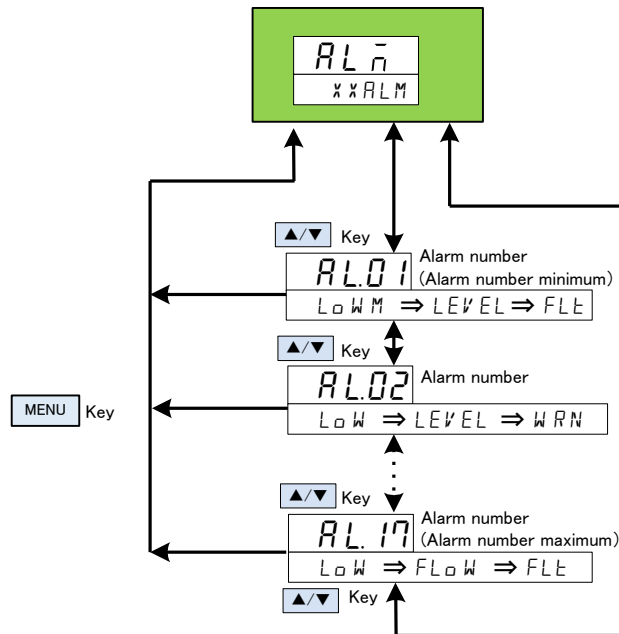 AL m
XXALM
▲/▼ Key
Alarm number
AL.01 (Alarm number minimum)
LoWM ⇒ LEVEL ⇒ FLt
▲/▼ Key
AL.02 Alarm number
MENU Key
LoW ⇒ LEVEL ⇒ WRN
▲/▼ Key
Alarm number
AL.17 (Alarm number maximum)
LoW ⇒ FLoW ⇒ FLt
▲/▼ Key